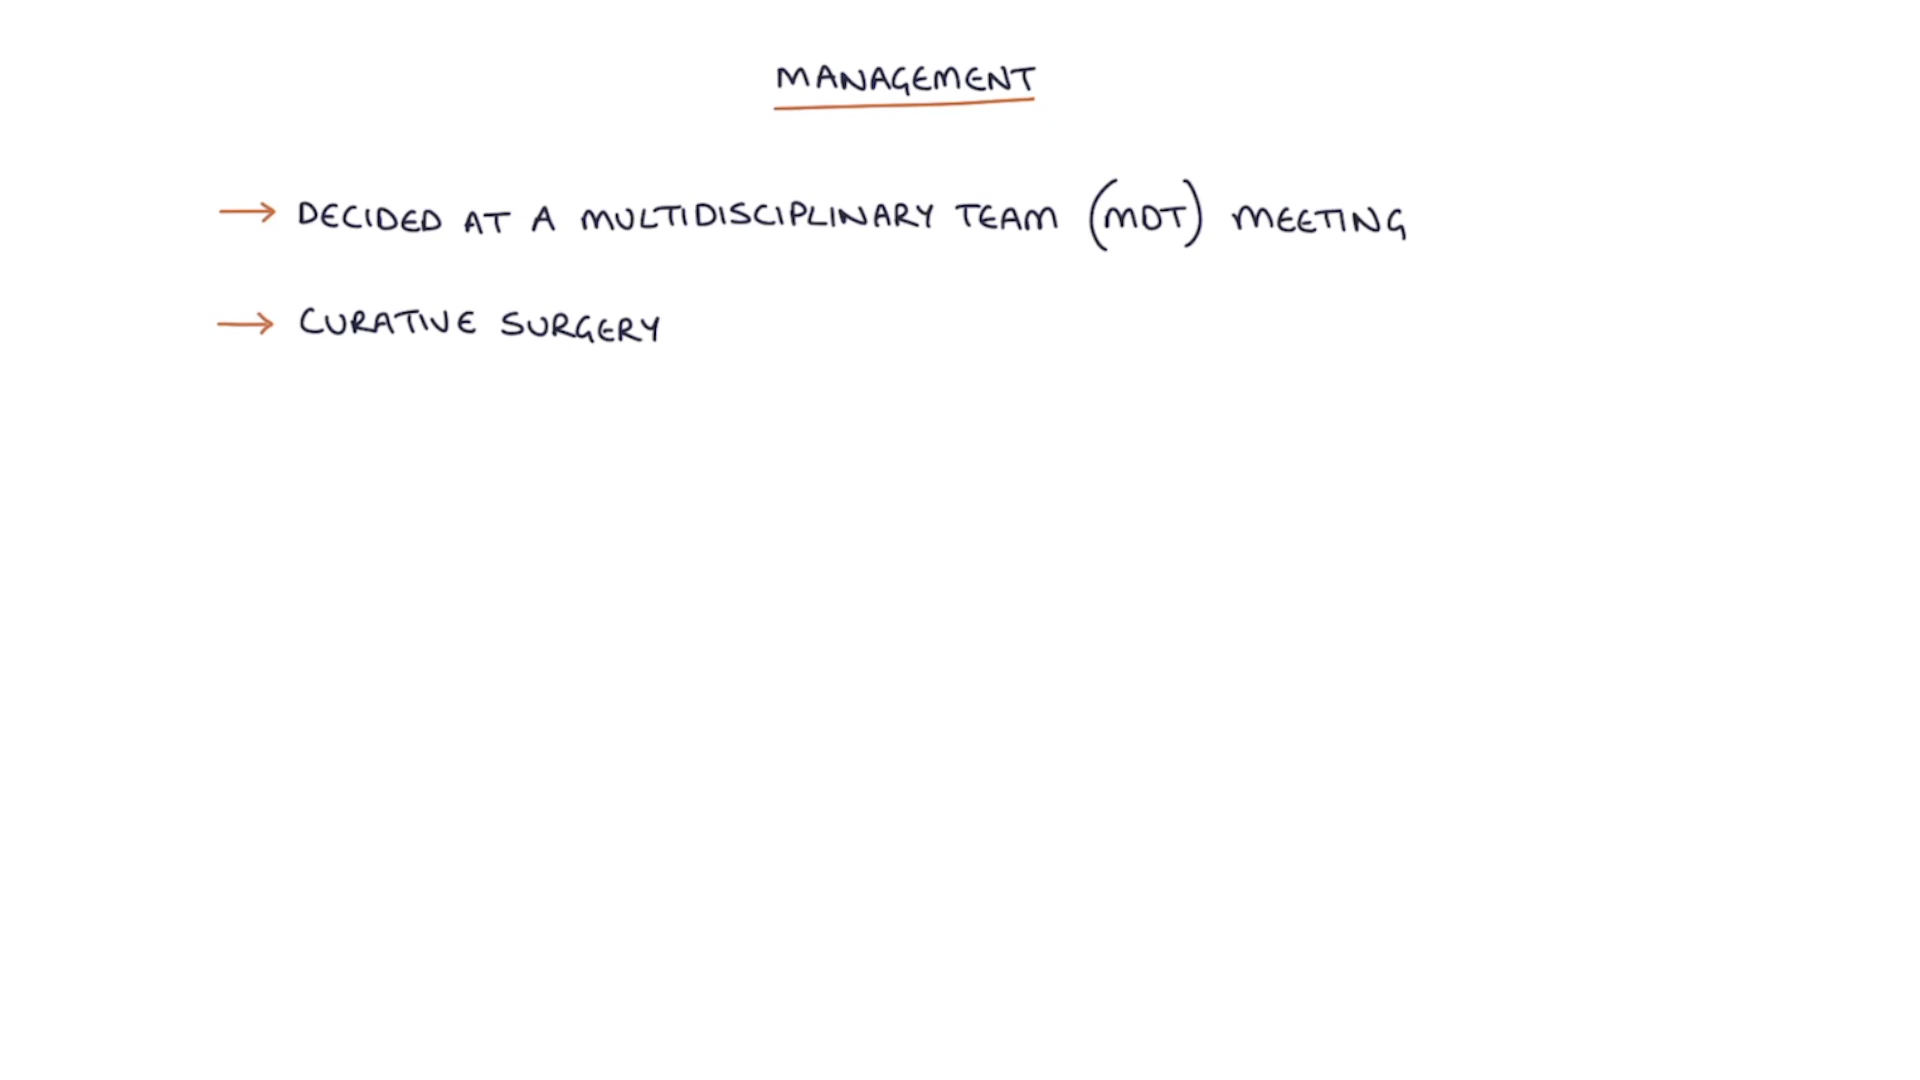 MANAGEMENT
→ DECIDED AT A MULTIDISCIPLINARY TEAM (MDT) MEETING
→ CURATIVE SURGERY